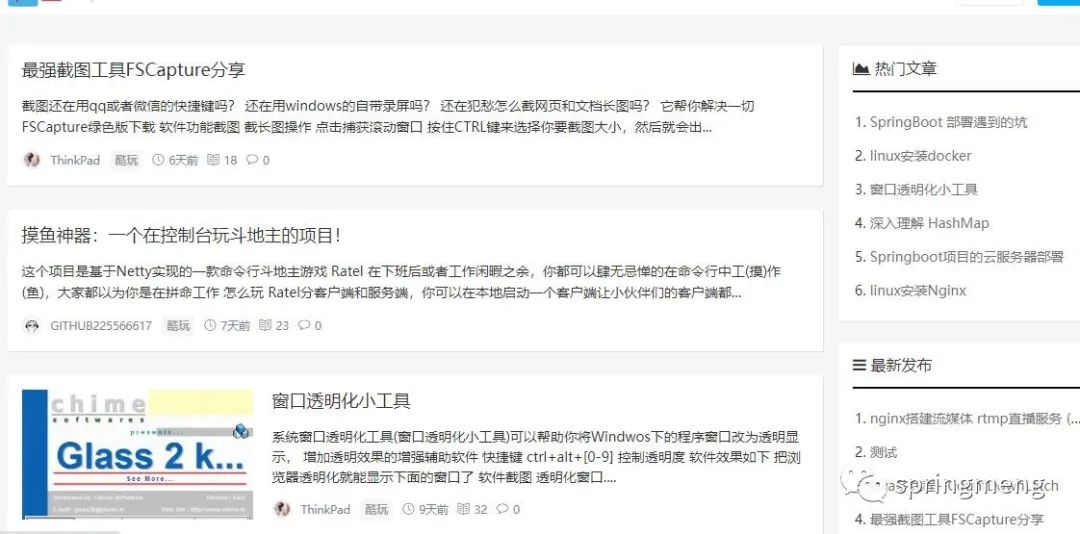 最强截图工具FSCapture分享
截图还在用qq或者微信的快捷键吗? 还在用windows的自带录屏吗? 还在犯愁怎么截网页和文档长图吗? 它帮你解决一切
FSCapture绿色版下载 软件功能截图 截长图操作 点击捕获滚动窗口 按住CTRL键来选择你要截图大小，然后就会出...
ThinkPad 酷玩 6天前 18 0
摸鱼神器：一个在控制台玩斗地主的项目！
这个项目是基于Netty实现的一款命令行斗地主游戏 Ratel 在下班后或者工作闲暇之余，你都可以肆无忌惮的在命令行中工(摸)作
(鱼)，大家都以为你是在拼命工作 怎么玩 Ratel分客户端和服务端，你可以在本地启动一个客户端让小伙伴们的客户端都...
GITHUB225566617 酷玩 7天前 23 0
chime
softwares
presents...
Glass 2 k...
See More...
窗口透明化小工具
系统窗口透明化工具(窗口透明化小工具)可以帮助你将Windwos下的程序窗口改为透明显
示， 增加透明效果的增强辅助软件 快捷键 ctrl+alt+[0-9] 控制透明度 软件效果如下 把浏
览器透明化就能显示下面的窗口了 软件截图 透明化窗口....
ThinkPad 酷玩 9天前 32 0
热门文章
1. SpringBoot 部署遇到的坑
2. linux安装docker
3. 窗口透明化小工具
4. 深入理解 HashMap
5. Springboot项目的云服务器部署
6. linux安装Nginx
最新发布
1. nginx搭建流媒体 rtmp直播服务 (...
2. 测试
springmeng
4. 最强截图工具FSCapture分享